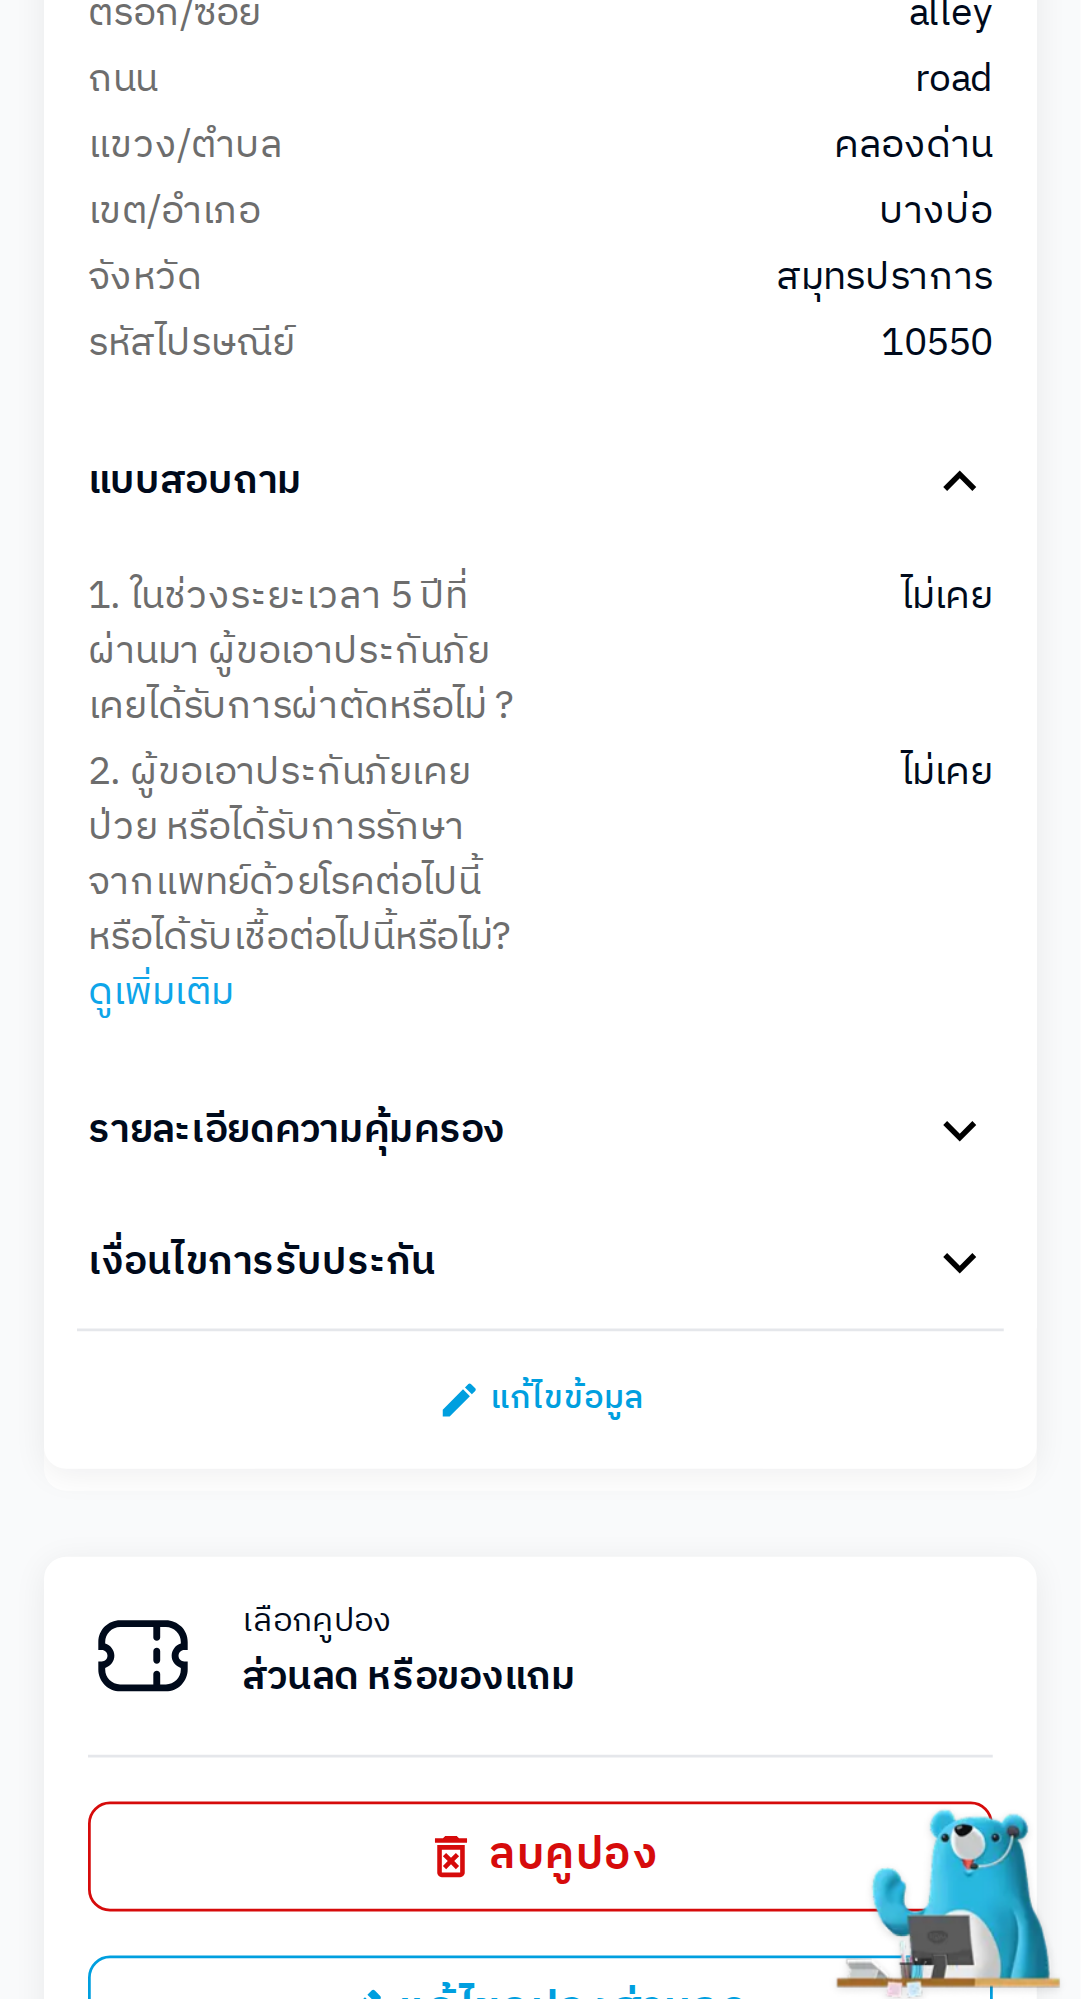 ตรอก/ซอย alley
ถนน road
แขวง/ตำบล คลองด่าน
เขต/อำเภอ บางบ่อ
จังหวัด สมุทรปราการ
รหัสไปรษณีย์ 10550
แบบสอบถาม
1. ในช่วงระยะเวลา 5 ปีที่ ไม่เคย
ผ่านมา ผู้ขอเอาประกันภัย
เคยได้รับการผ่าตัดหรือไม่ ?
2. ผู้ขอเอาประกันภัยเคย ไม่เคย
ป่วย หรือได้รับการรักษา
จากแพทย์ด้วยโรคต่อไปนี้
หรือได้รับเชื้อต่อไปนี้หรือไม่?
ดูเพิ่มเติม
รายละเอียดความคุ้มครอง
เงื่อนไขการรับประกัน
แก้ไขข้อมูล
เลือกคูปอง
ส่วนลด หรือของแถม
ลบคูปอง